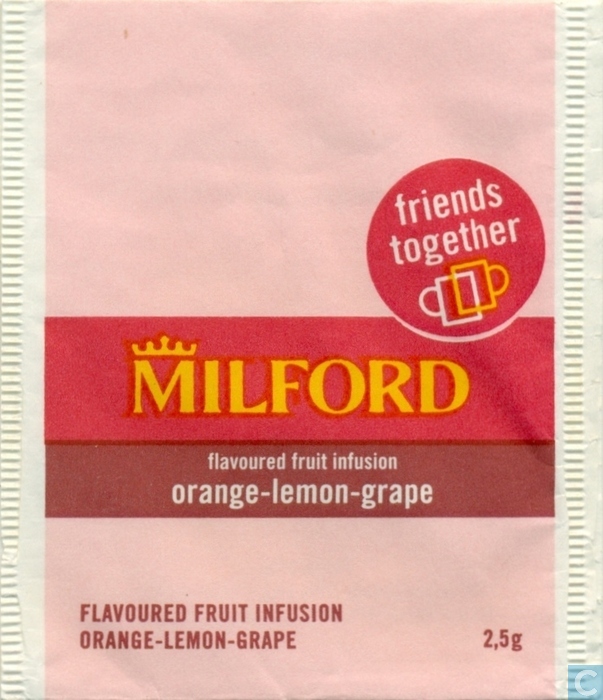 friends
together
MILFORD
flavoured fruit infusion
orange-lemon-grape
FLAVOURED FRUIT INFUSION
ORANGE-LEMON-GRAPE 2,5g
C